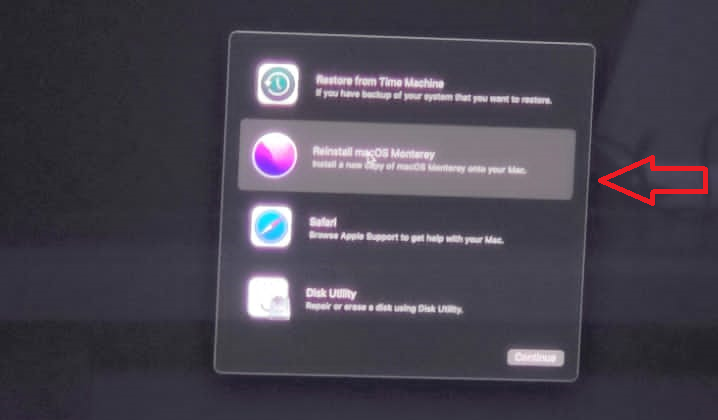 Restore from Time Machine
If you have backup of your system that you want to restore.
Reinstall macOS Monterey
Install a new copy of macOS Monterey onto your Mac.
Safari
Browse Apple Support to get help with your Mac.
Disk Utility
Repair or erase a disk using Disk Utility.
Continue